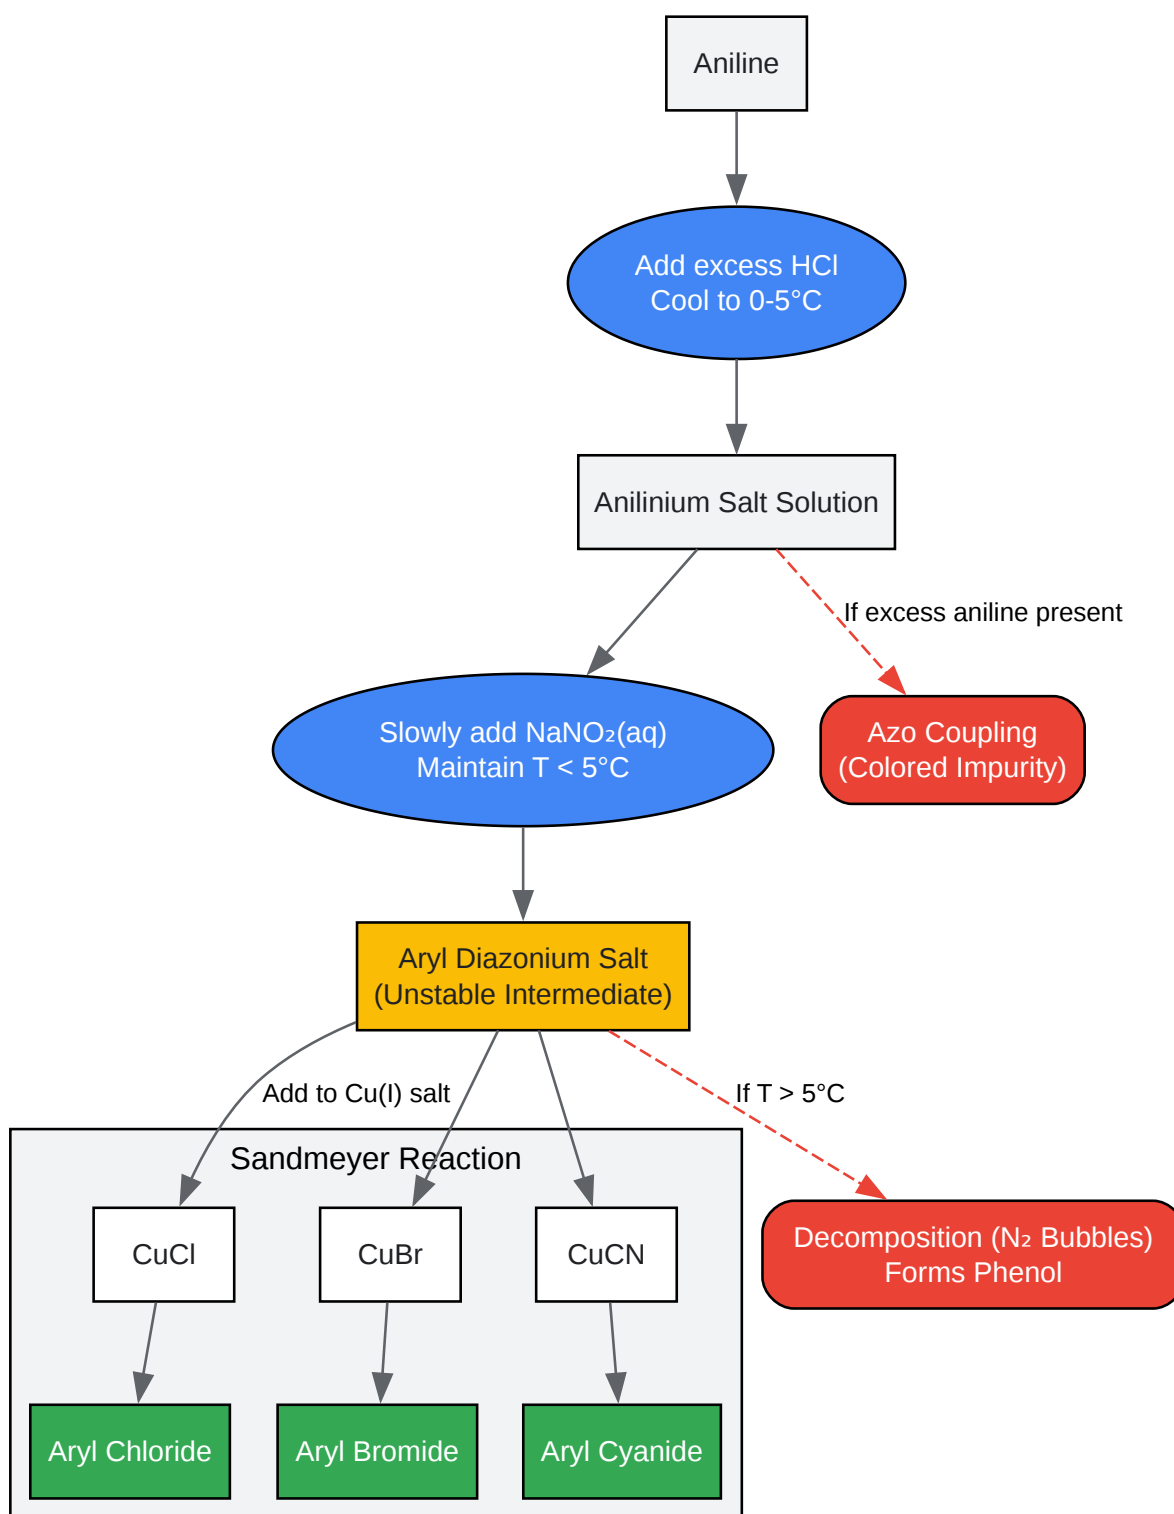 Aniline
Add excess HCl
Cool to 0-5°C
Anilinium Salt Solution
If excess aniline present
Slowly add NaNO₂(aq)
Maintain T < 5°C
Azo Coupling
(Colored Impurity)
Aryl Diazonium Salt
(Unstable Intermediate)
Add to Cu(I) salt
If T > 5°C
Sandmeyer Reaction
CuCl
CuBr
CuCN
Decomposition (N₂ Bubbles)
Forms Phenol
Aryl Chloride
Aryl Bromide
Aryl Cyanide